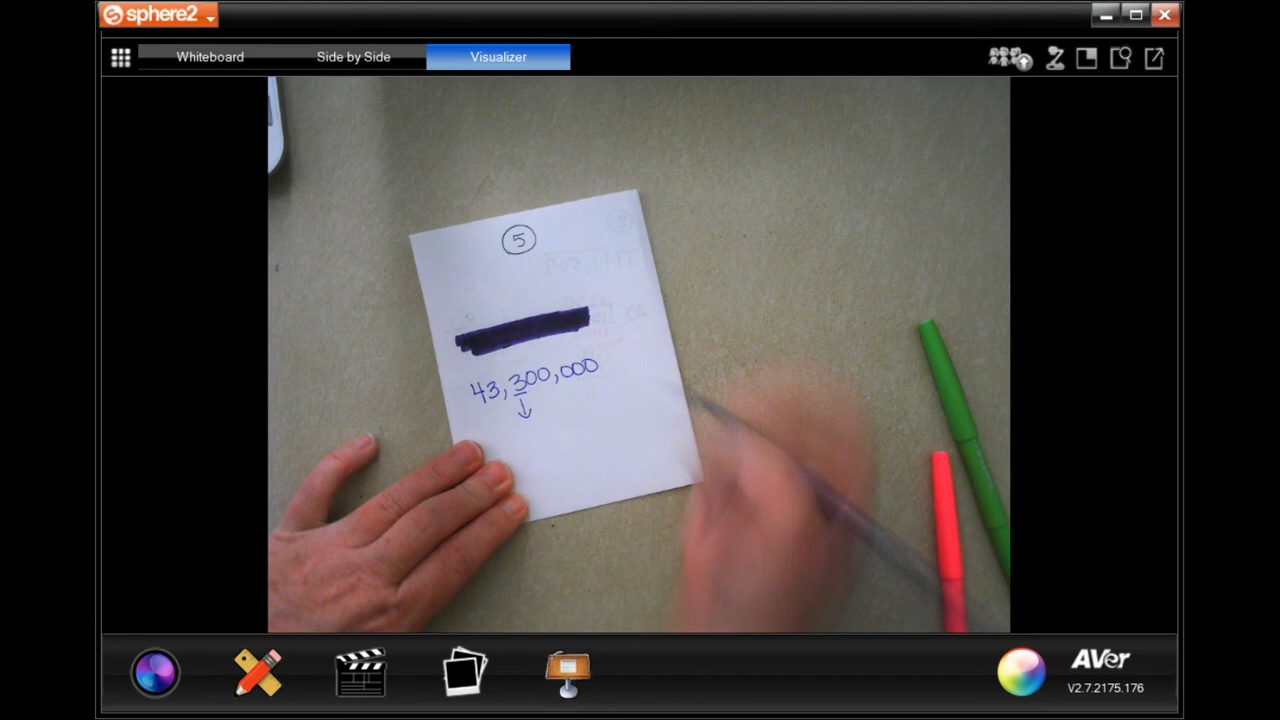 sphere2
Whiteboard Side by Side Visualizer
5
43,300,000
↓
AVer
V2.7.2175.176